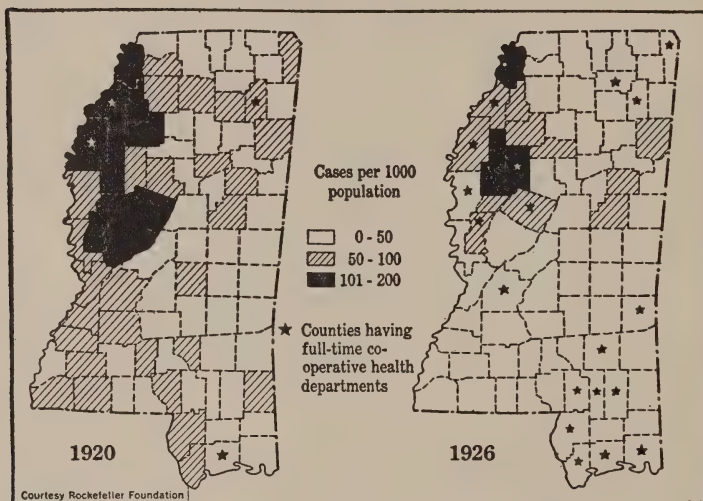 Cases per 1000
population
0 - 50
50 - 100
101 - 200
★ Counties having
full-time co-
operative health
departments
1920
1926
Courtesy Rockefeller Foundation